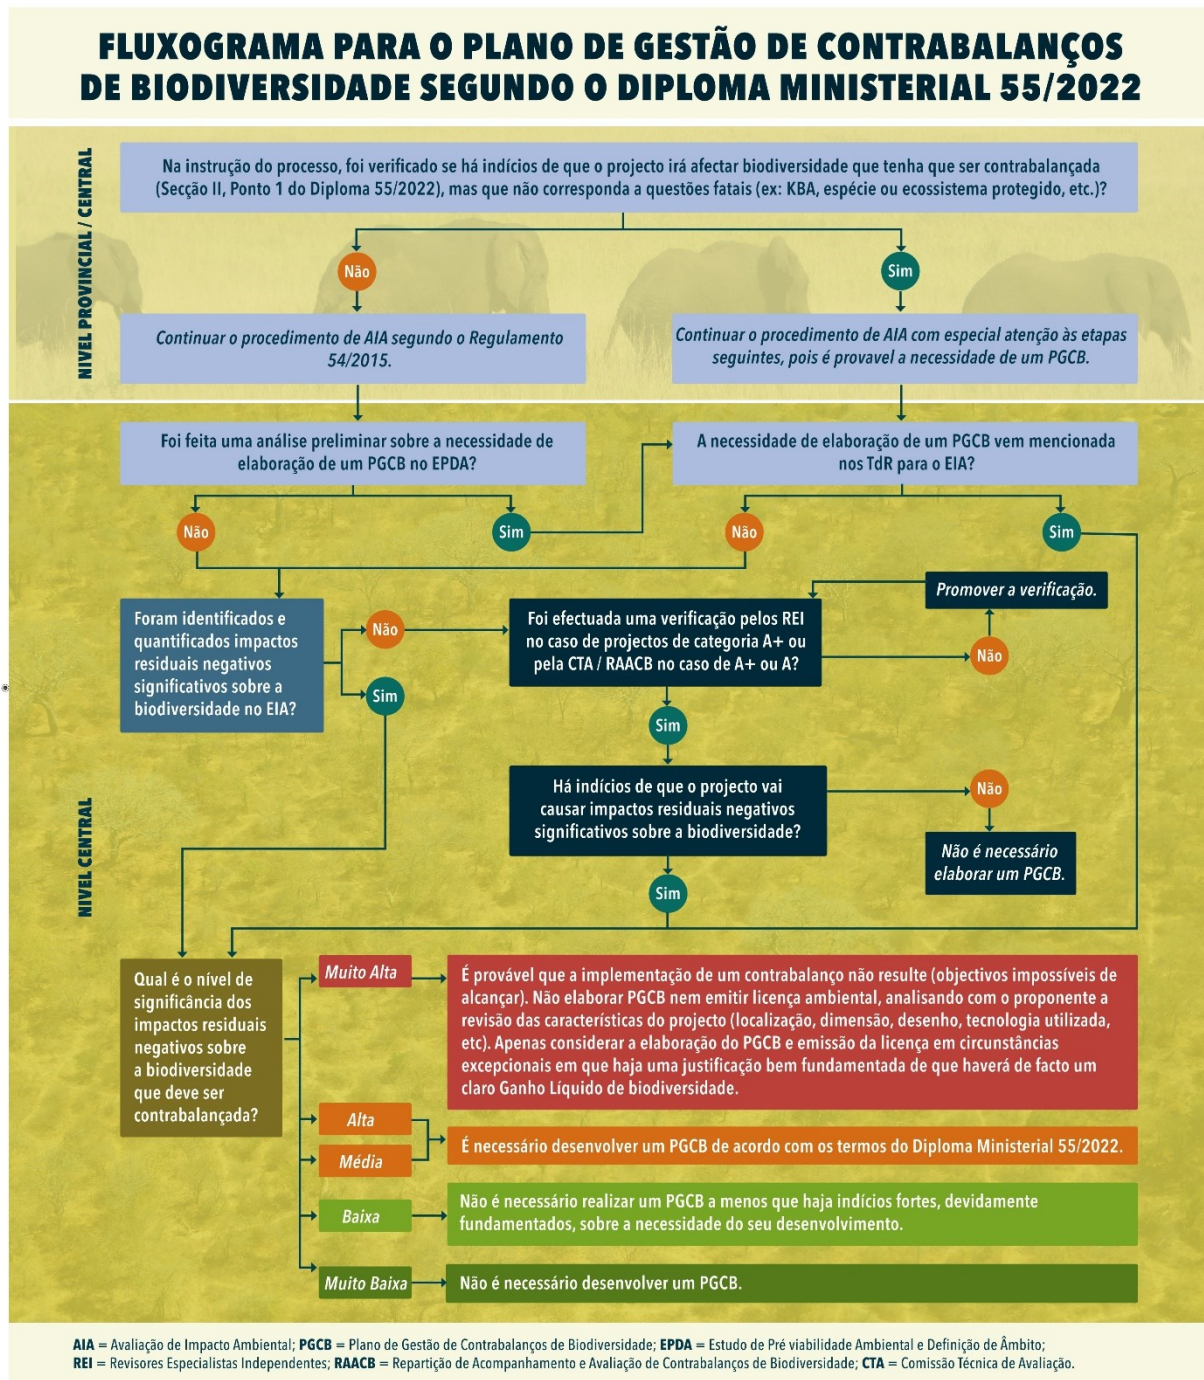 FLUXOGRAMA PARA O PLANO DE GESTÃO DE CONTRABALANÇOS
DE BIODIVERSIDADE SEGUNDO O DIPLOMA MINISTERIAL 55/2022
NIVEL PROVINCIAL / CENTRAL
Na instrução do processo, foi verificado se há indícios de que o projecto irá afectar biodiversidade que tenha que ser contrabalançada
(Secção II, Ponto 1 do Diploma 55/2022), mas que não corresponda a questões fatais (ex: KBA, espécie ou ecossistema protegido, etc.)?
Não
Sim
Continuar o procedimento de AIA segundo o Regulamento
54/2015.
Continuar o procedimento de AIA com especial atenção às etapas
seguintes, pois é provavel a necessidade de um PGCB.
NIVEL CENTRAL
Foi feita uma análise preliminar sobre a necessidade de
elaboração de um PGCB no EPDA?
A necessidade de elaboração de um PGCB vem mencionada
nos TdR para o EIA?
Não
Sim
Não
Sim
Foram identificados e
quantificados impactos
residuais negativos
significativos sobre a
biodiversidade no EIA?
Não
Sim
Foi efectuada uma verificação pelos REI
no caso de projectos de categoria A+ ou
pela CTA / RAACB no caso de A+ ou A?
Promover a verificação.
Não
Sim
Há indícios de que o projecto vai
causar impactos residuais negativos
significativos sobre a biodiversidade?
Não
Não é necessário
elaborar um PGCB.
Sim
Qual é o nível de
significância dos
impactos residuais
negativos sobre
a biodiversidade
que deve ser
contrabalançada?
Muito Alta
É provável que a implementação de um contrabalanço não resulte (objectivos impossíveis de
alcançar). Não elaborar PGCB nem emitir licença ambiental, analisando com o proponente a
revisão das características do projecto (localização, dimensão, desenho, tecnologia utilizada,
etc). Apenas considerar a elaboração do PGCB e emissão da licença em circunstâncias
excepcionais em que haja uma justificação bem fundamentada de que haverá de facto um
claro Ganho Líquido de biodiversidade.
Alta
Média
É necessário desenvolver um PGCB de acordo com os termos do Diploma Ministerial 55/2022.
Baixa
Não é necessário realizar um PGCB a menos que haja indícios fortes, devidamente
fundamentados, sobre a necessidade do seu desenvolvimento.
Muito Baixa
Não é necessário desenvolver um PGCB.
AIA = Avaliação de Impacto Ambiental; PGCB = Plano de Gestão de Contrabalanços de Biodiversidade; EPDA = Estudo de Pré viabilidade Ambiental e Definição de Âmbito;
REI = Revisores Especialistas Independentes; RAACB = Repartição de Acompanhamento e Avaliação de Contrabalanços de Biodiversidade; CTA = Comissão Técnica de Avaliação.